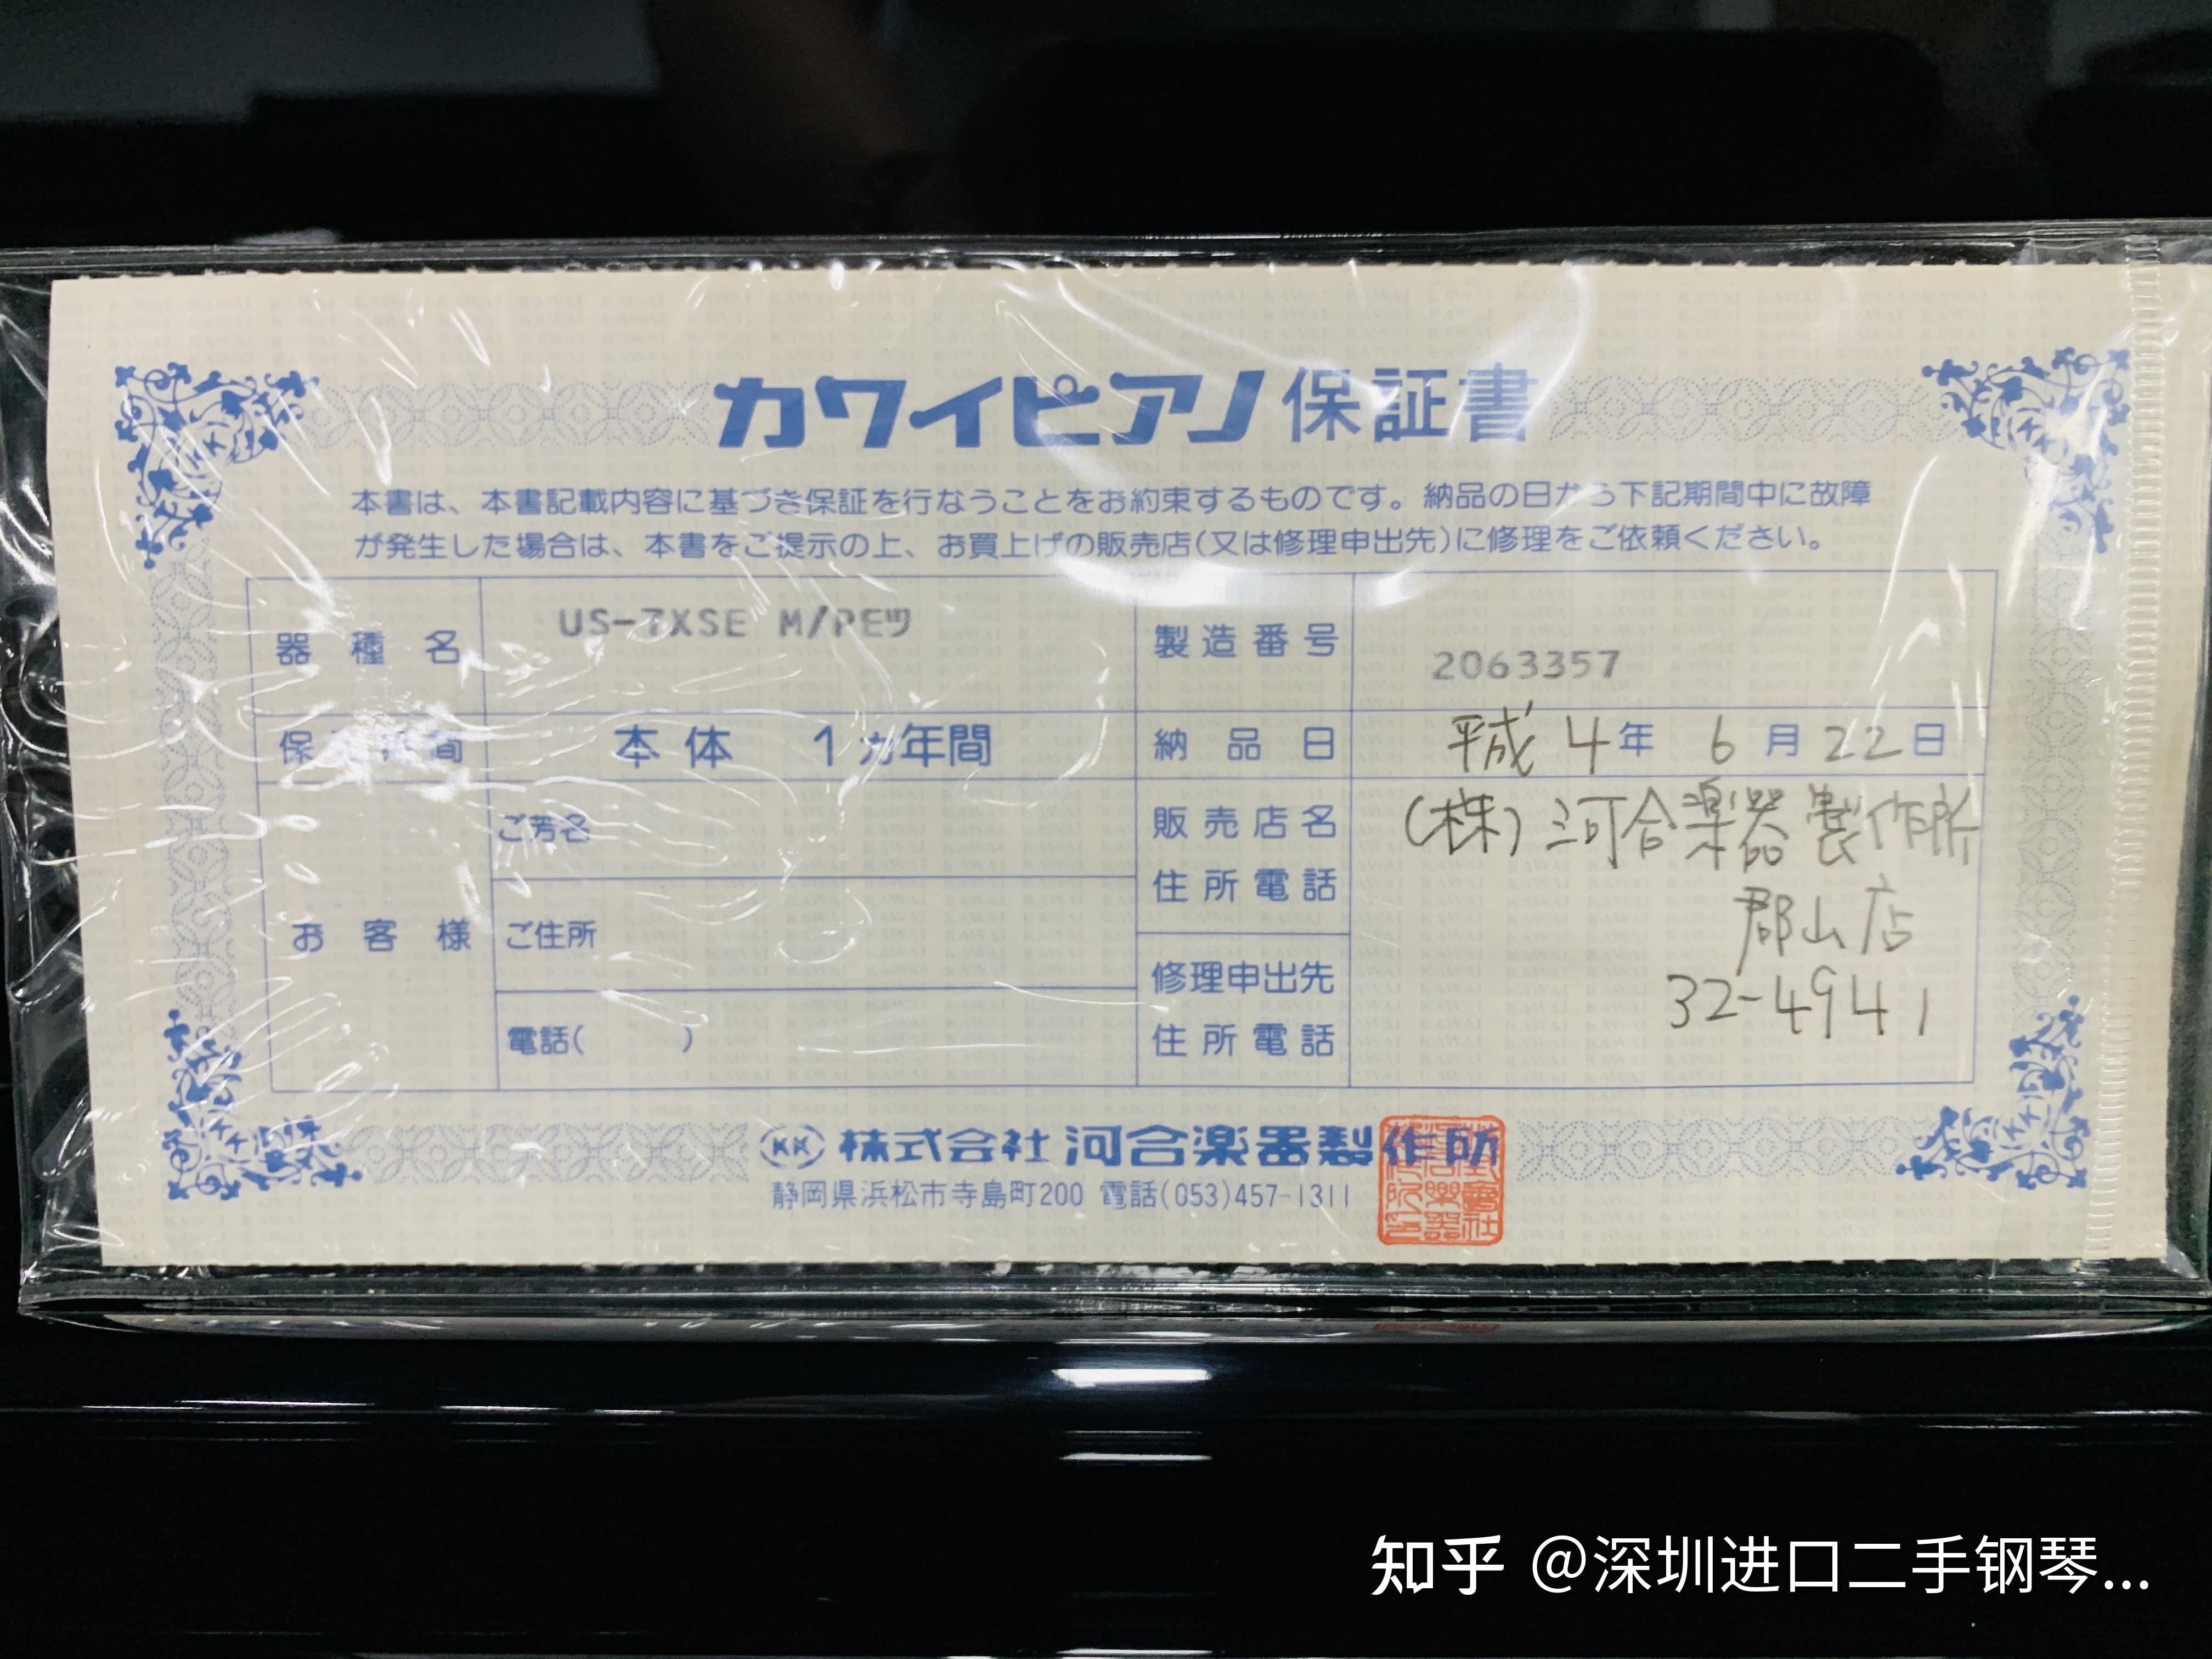 カワイピアノ保証書
本書は、本書記載内容に基づき保証を行なうことをお約束するものです。納品の日から下記期間中に故障
が発生した場合は、本書をご提示の上、お買上げの販売店(又は修理申出先)に修理をご依頼ください。
器種名 US-7XSE M/PEツ
製造番号 2063357
保証期間 本体 1ヵ年間
納品日 平成4年6月22日
お客様
ご芳名
ご住所
電話( )
販売店名
住所電話
(株)河合楽器製作所
郡山店
32-4941
修理申出先
住所電話
KK 株式会社河合楽器製作所
静岡県浜松市寺島町200 電話(053)457-1311
知乎 @深圳进口二手钢琴...